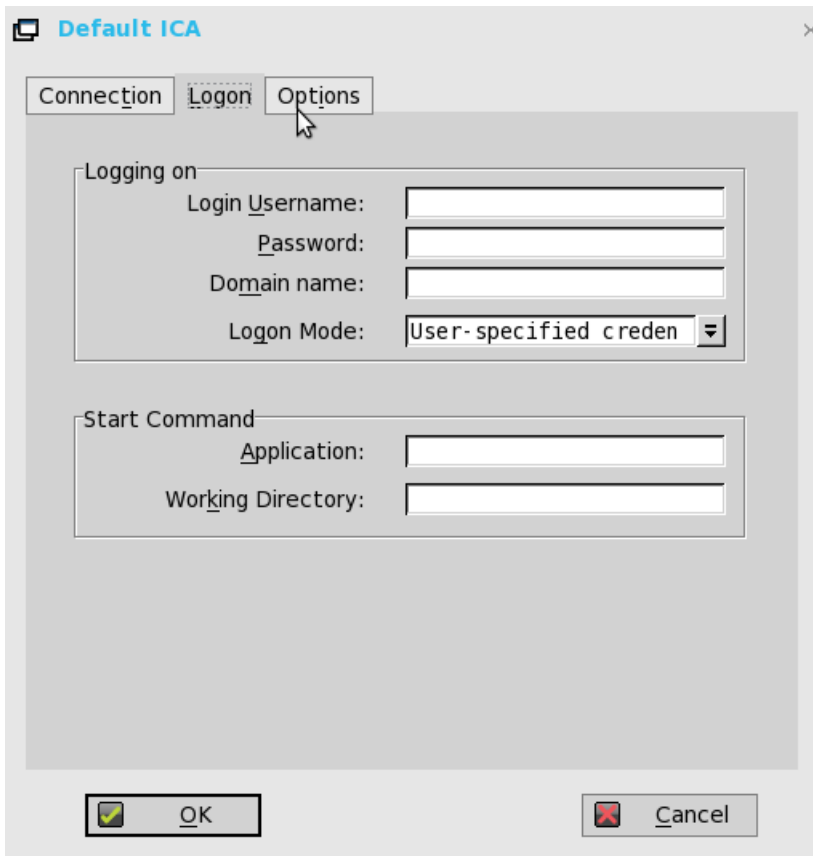 Default ICA
Connection Logon Options
Logging on
Login Username:
Password:
Domain name:
Logon Mode: User-specified creden
Start Command
Application:
Working Directory:
OK Cancel